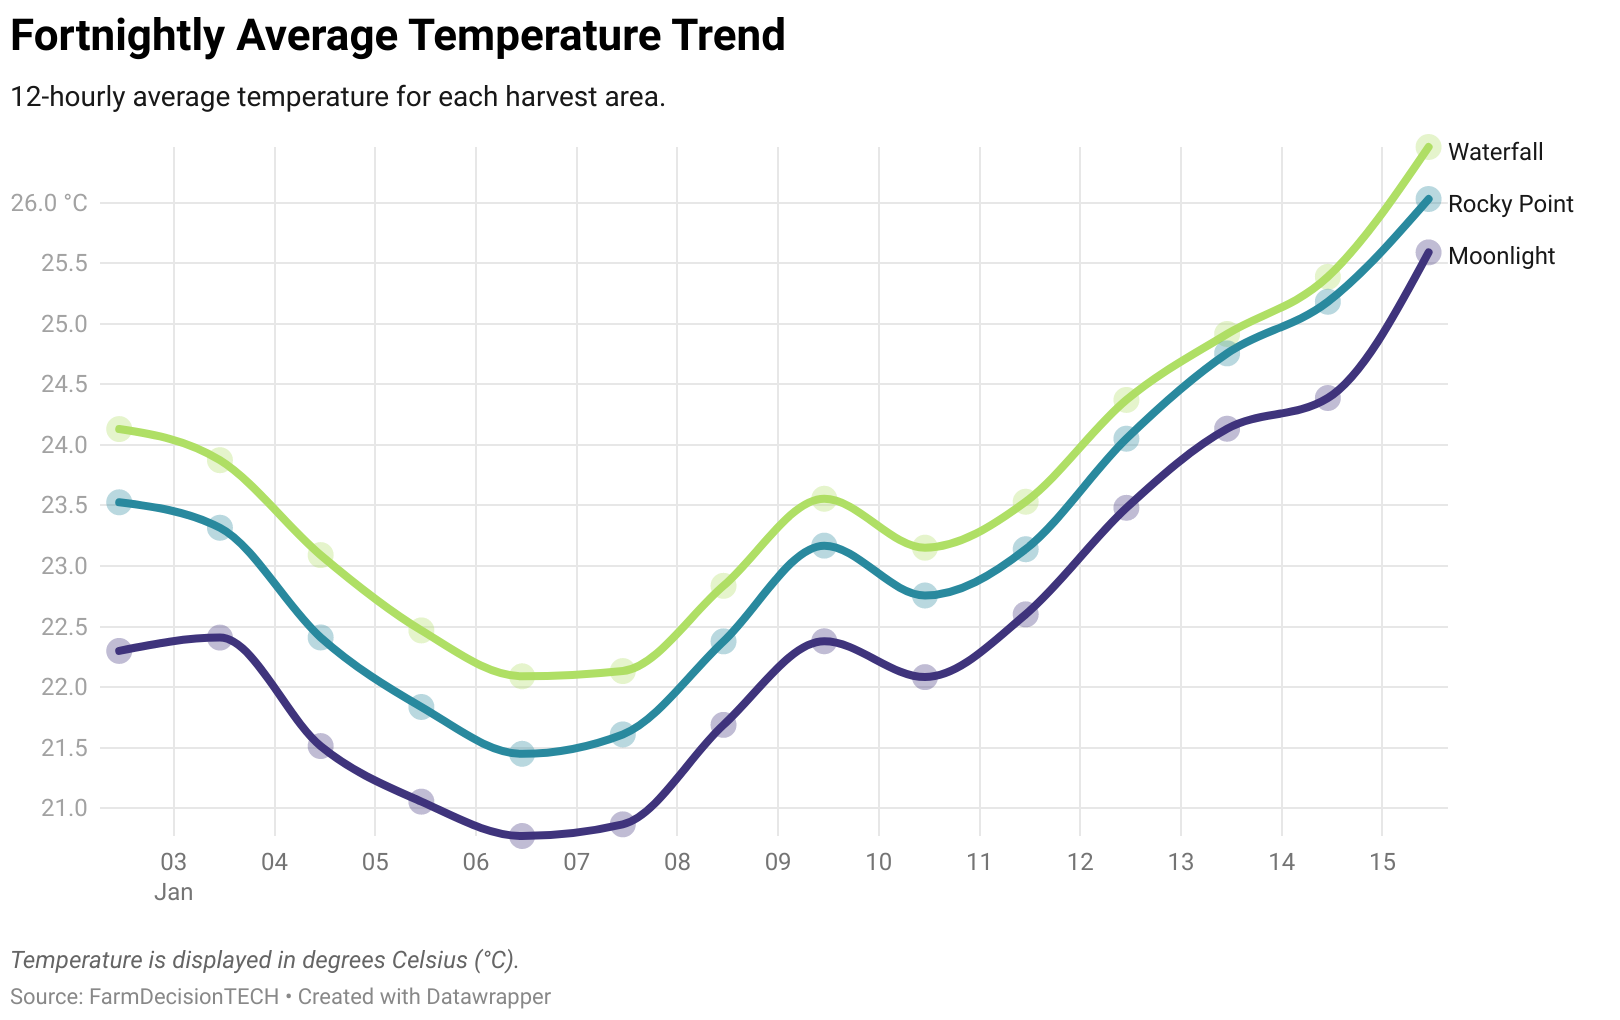 Fortnightly Average Temperature Trend
12-hourly average temperature for each harvest area.
Waterfall
26.0 °C
Rocky Point
Moonlight
25.5
25.0
24.5
24.0
23.5
23.0
22.5
22.0
21.5
21.0
03 04 05 06 07 08 09 10 11 12 13 14 15
Jan
Temperature is displayed in degrees Celsius (°C).
Source: FarmDecisionTECH • Created with Datawrapper